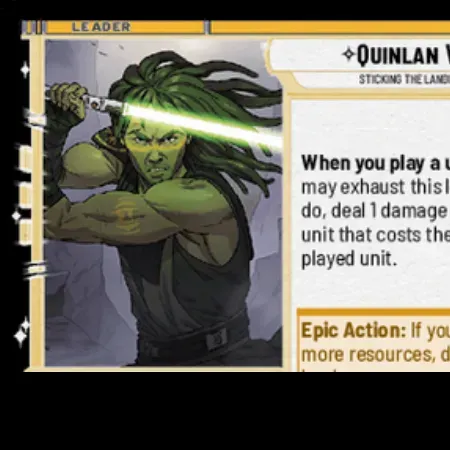 LEADER
QUINLAN V
STICKING THE LANDI
When you play a u
may exhaust this l
do, deal 1 damage
unit that costs the
played unit.
Epic Action: If you
more resources, d